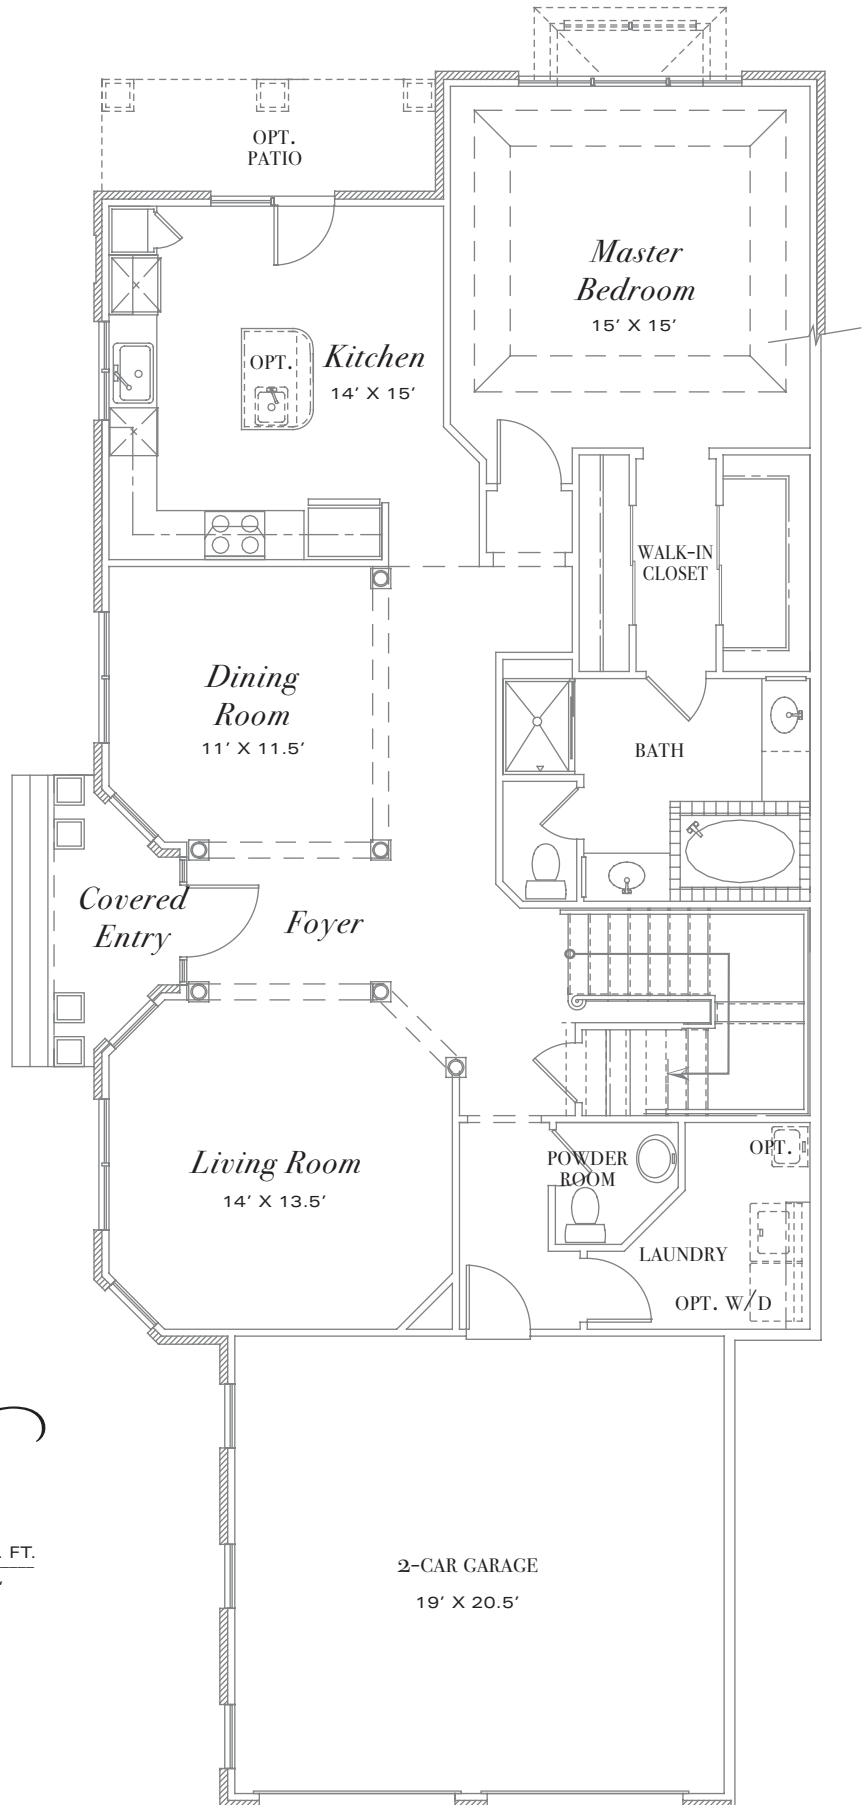 OPT.
PATIO
Master
Bedroom
15' X 15'
OPT.
Kitchen
14' X 15'
WALK-IN
CLOSET
Dining
Room
11' X 11.5'
BATH
Covered
Entry
Foyer
Living Room
14' X 13.5'
POWDER
ROOM
OPT.
LAUNDRY
OPT. W/D
FT.
2-CAR GARAGE
19' X 20.5'